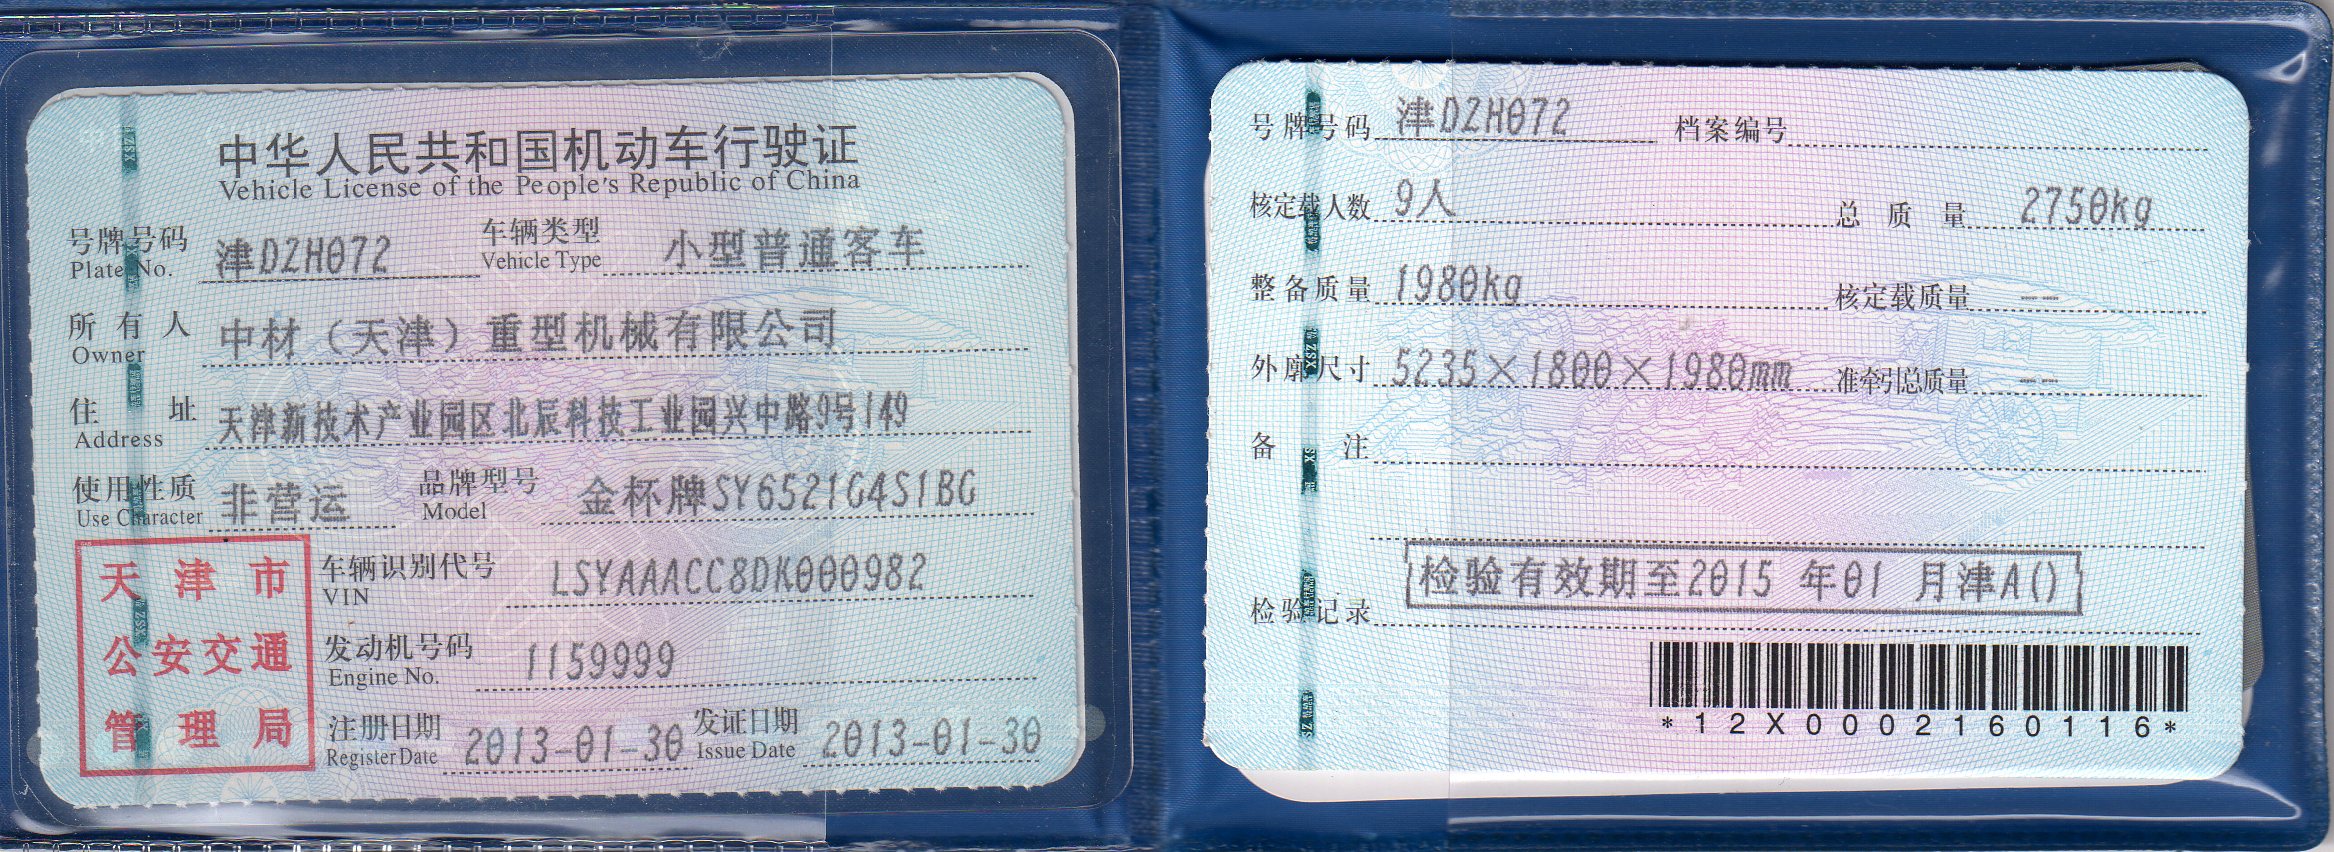 中华人民共和国机动车行驶证
Vehicle License of the People's Republic of China
号牌号码 津DZH072 车辆类型 小型普通客车
Plate No. Vehicle Type
所有人 中材（天津）重型机械有限公司
Owner
住址 天津新技术产业园区北辰科技工业园兴中路9号149
Address
使用性质 非营运 品牌型号 金杯牌SY6521G4S1BG
Use Character Model
天津市
公安交通
管理局
车辆识别代号 LSYAAACC8DK000982
VIN
发动机号码 1159999
Engine No.
注册日期 2013-01-30 发证日期 2013-01-30
Register Date Issue Date
号牌号码 津DZH072 档案编号
核定载人数 9人 总质量 2750kg
整备质量 1980kg 核定载质量 --
外廓尺寸 5235×1800×1980mm 准牵引总质量 --
备注
检验有效期至2015 年01 月津A()
检验记录
*12X0002160116*